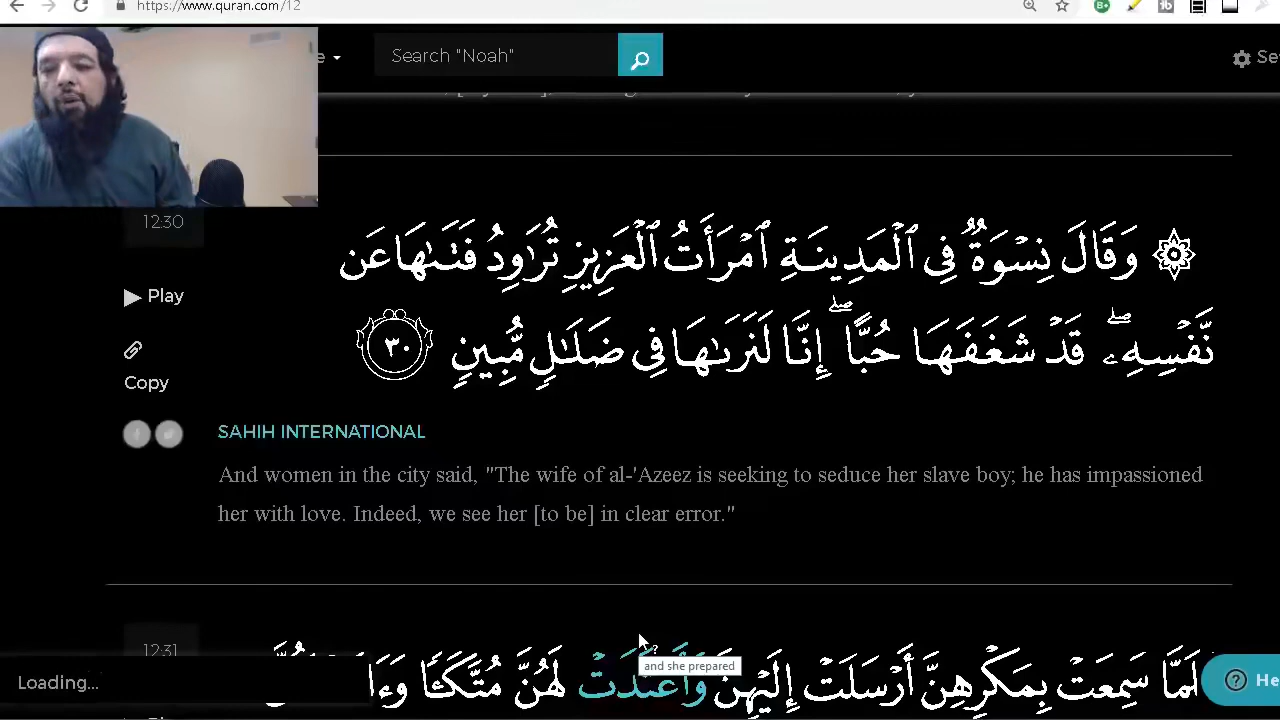 https://www.quran.com/12
Search "Noah"
12:30
۞ وَقَالَ نِسْوَةٌ فِى ٱلْمَدِينَةِ ٱمْرَأَتُ ٱلْعَزِيزِ تُرَٰوِدُ فَتَىٰهَا عَن
نَّفْسِهِۦ ۖ قَدْ شَغَفَهَا حُبًّا ۖ إِنَّا لَنَرَىٰهَا فِى ضَلَٰلٍ مُّبِينٍ ٣٠
Play
Copy
SAHIH INTERNATIONAL
And women in the city said, "The wife of al-'Azeez is seeking to seduce her slave boy; he has impassioned
her with love. Indeed, we see her [to be] in clear error."
12:31
سَمِعَتْ بِمَكْرِهِنَّ أَرْسَلَتْ إِلَيْهِنَّ وَأَعْتَدَتْ لَهُنَّ مُتَّكَـًٔا
and she prepared
Loading...